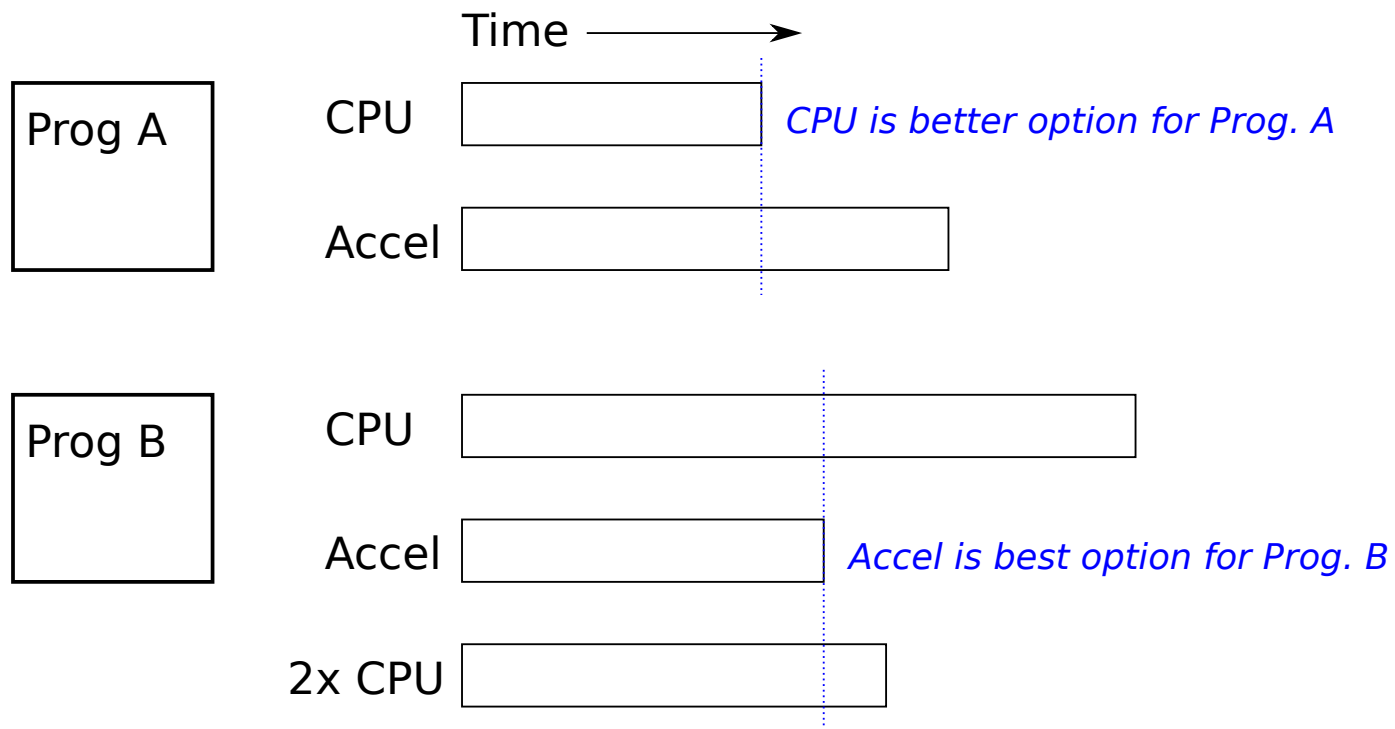 Time
Prog A
CPU
CPU is better option for Prog. A
Accel
Prog B
CPU
Accel
Accel is best option for Prog. B
2x CPU